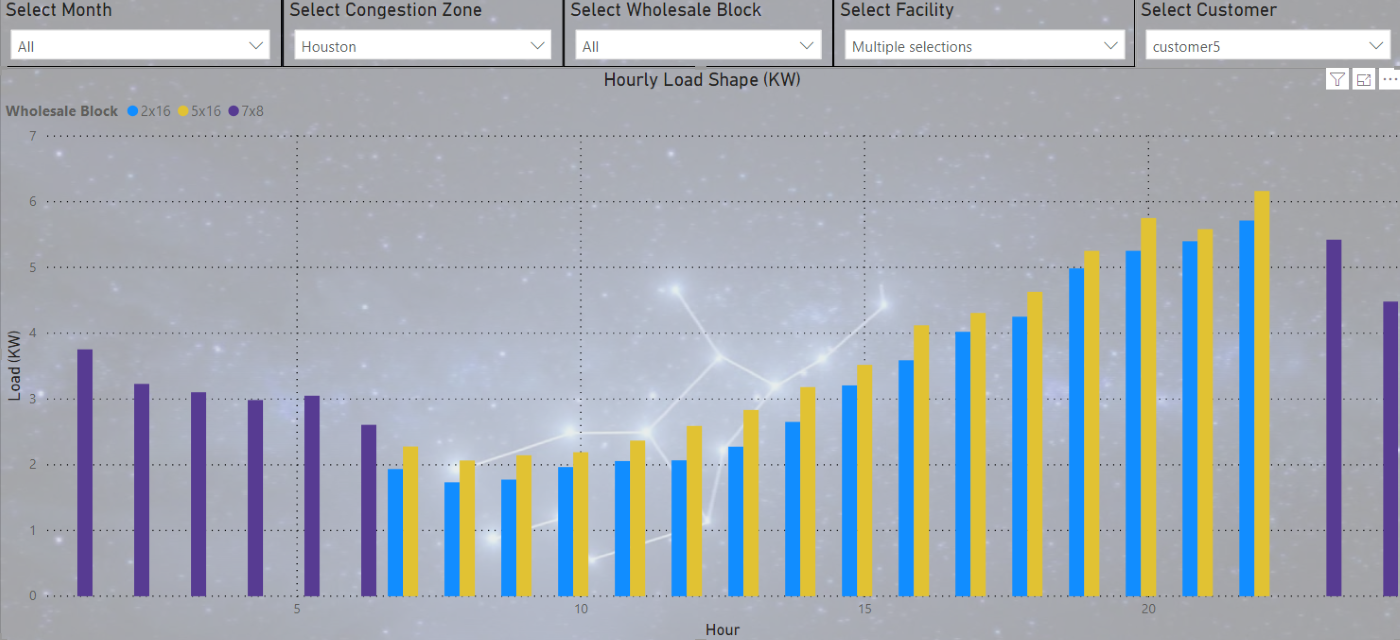 Select Month
Select Congestion Zone
Select Wholesale Block
Select Facility
Select Customer
All
Houston
All
Multiple selections
customer5
Hourly Load Shape (KW)
Wholesale Block 2x16 5x16 7x8
7
6
5
4
3
2
1
0
Load (KW)
5 10 15 20
Hour